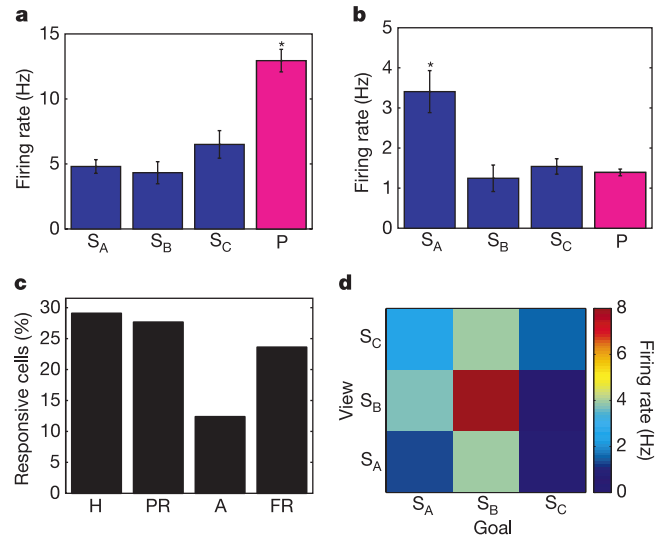 a
15
10
5
0
Firing rate (Hz)
*
S_A S_B S_C P
b
5
4
3
2
1
0
Firing rate (Hz)
*
S_A S_B S_C P
c
30
25
20
15
10
5
0
Responsive cells (%)
H PR A FR
d
S_C
S_B
S_A
View
S_A S_B S_C
Goal
8
6
4
2
0
Firing rate (Hz)